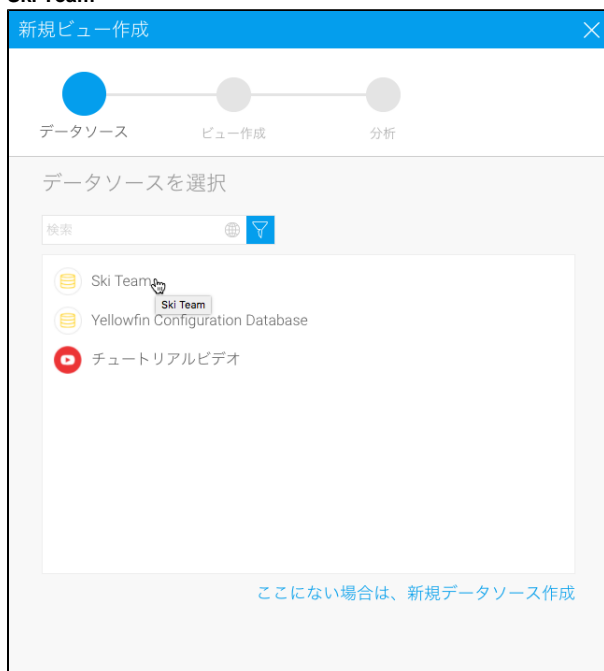 Ski Team
新規ビュー作成
データソース
ビュー作成
分析
データソースを選択
検索
Ski Team
Ski Team
Yellowfin Configuration Database
チュートリアルビデオ
ここにない場合は、新規データソース作成